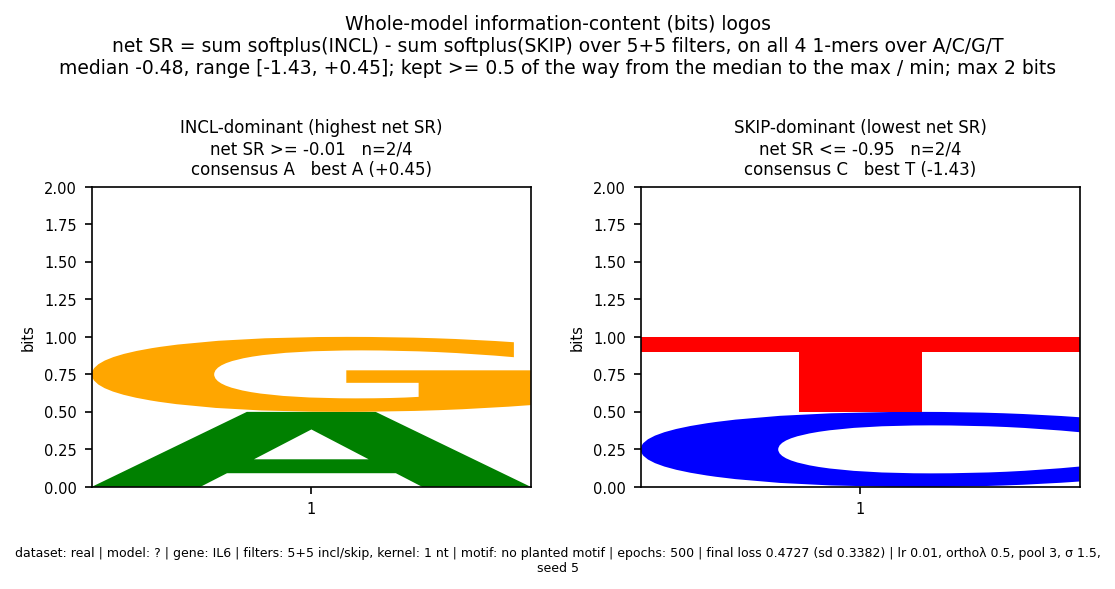 Whole-model information-content (bits) logos
net SR = sum softplus(INCL) - sum softplus(SKIP) over 5+5 filters, on all 4 1-mers over A/C/G/T
median -0.48, range [-1.43, +0.45]; kept >= 0.5 of the way from the median to the max / min; max 2 bits
INCL-dominant (highest net SR)
net SR >= -0.01   n=2/4
consensus A   best A (+0.45)
2.00
1.75
1.50
1.25
1.00
0.75
0.50
0.25
0.00
bits
G
A
1
SKIP-dominant (lowest net SR)
net SR <= -0.95   n=2/4
consensus C   best T (-1.43)
2.00
1.75
1.50
1.25
1.00
0.75
0.50
0.25
0.00
bits
T
C
1
dataset: real | model: ? | gene: IL6 | filters: 5+5 incl/skip, kernel: 1 nt | motif: no planted motif | epochs: 500 | final loss 0.4727 (sd 0.3382) | lr 0.01, orthoλ 0.5, pool 3, σ 1.5,
seed 5